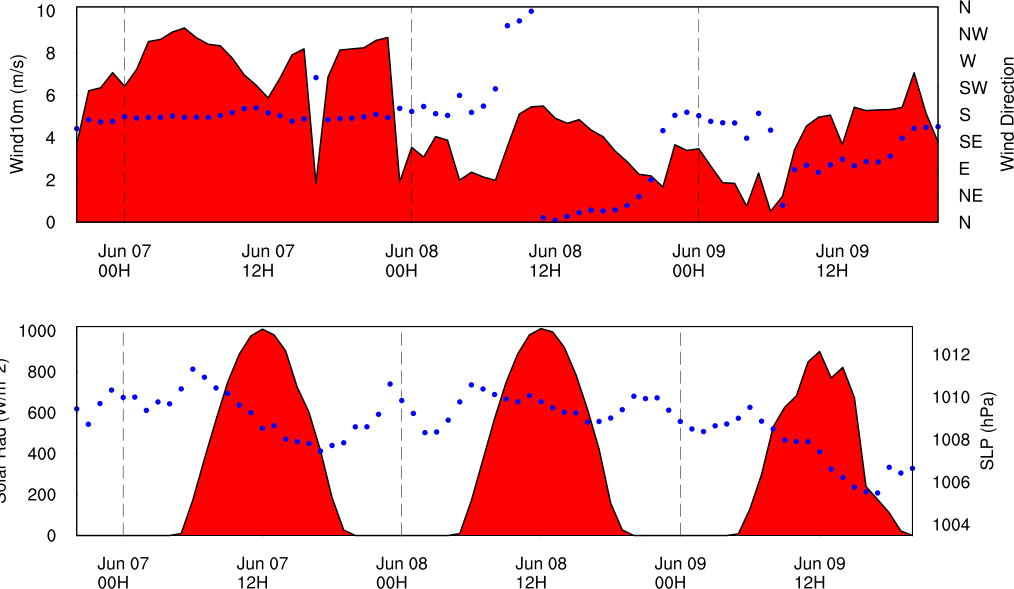 10
8
6
4
2
0
Wind10m (m/s)
N
NW
W
SW
S
SE
E
NE
N
Wind Direction
Jun 07
00H
Jun 07
12H
Jun 08
00H
Jun 08
12H
Jun 09
00H
Jun 09
12H
1000
800
600
400
200
0
Solar Rad (W/m^2)
1012
1010
1008
1006
1004
SLP (hPa)
Jun 07
00H
Jun 07
12H
Jun 08
00H
Jun 08
12H
Jun 09
00H
Jun 09
12H